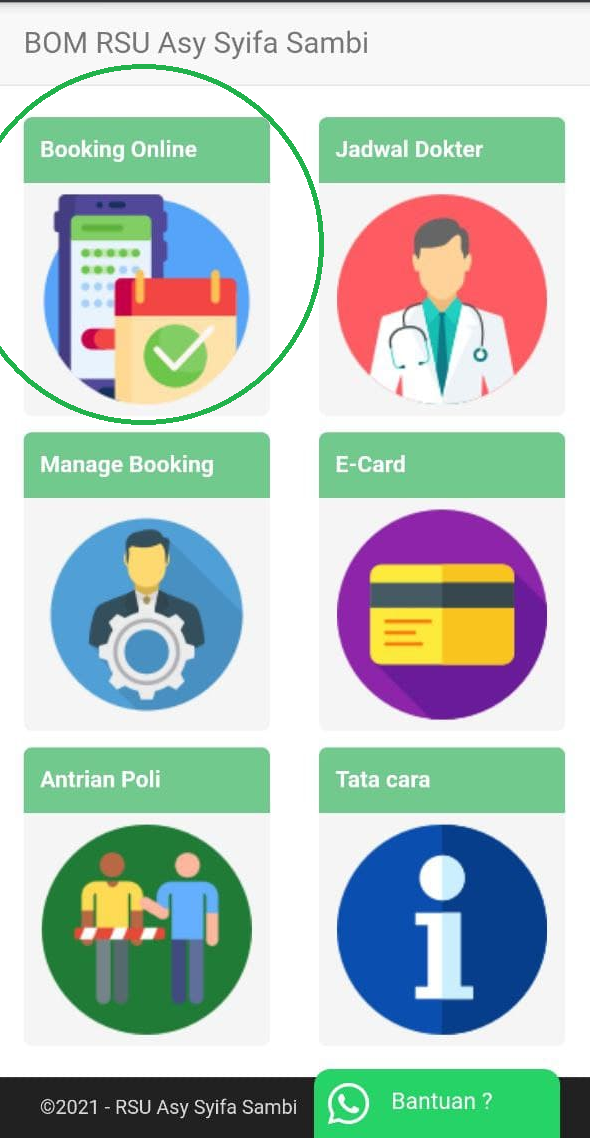 BOM RSU Asy Syifa Sambi
Booking Online
Jadwal Dokter
Manage Booking
E-Card
Antrian Poli
Tata cara
©2021 - RSU Asy Syifa Sambi
Bantuan ?